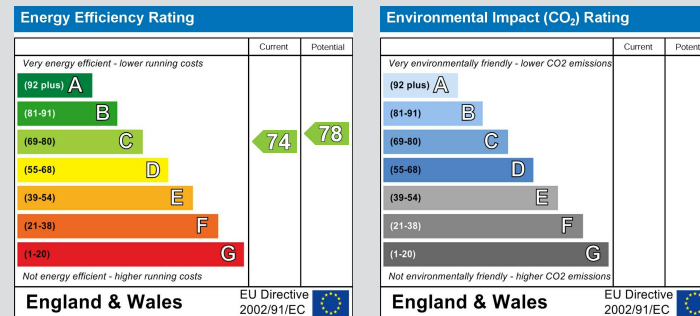 Energy Efficiency Rating
Current Potential
Very energy efficient - lower running costs
(92 plus) A
(81-91) B
(69-80) C
(55-68) D
(39-54) E
(21-38) F
(1-20) G
74 78
Not energy efficient - higher running costs
England & Wales
EU Directive
2002/91/EC
Environmental Impact (CO₂) Rating
Current Potent
Very environmentally friendly - lower CO2 emissions
(92 plus) A
(81-91) B
(69-80) C
(55-68) D
(39-54) E
(21-38) F
(1-20) G
Not environmentally friendly - higher CO2 emissions
England & Wales
EU Directive
2002/91/EC